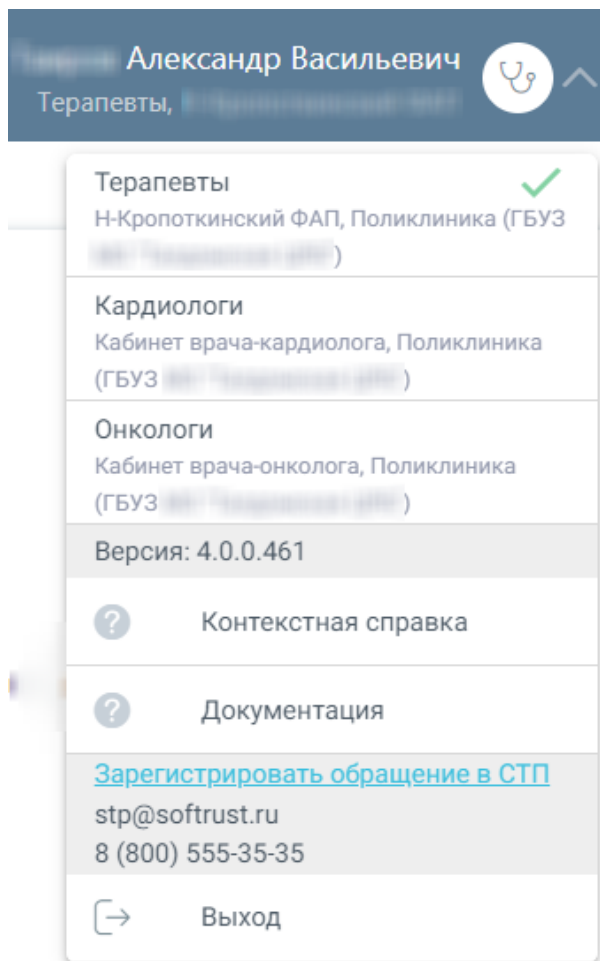 Александр Васильевич
Терапевты,
Терапевты
Н-Кропоткинский ФАП, Поликлиника (ГБУЗ
)
Кардиологи
Кабинет врача-кардиолога, Поликлиника
(ГБУЗ )
Онкологи
Кабинет врача-онколога, Поликлиника
(ГБУЗ )
Версия: 4.0.0.461
? Контекстная справка
? Документация
Зарегистрировать обращение в СТП
stp@softrust.ru
8 (800) 555-35-35
Выход